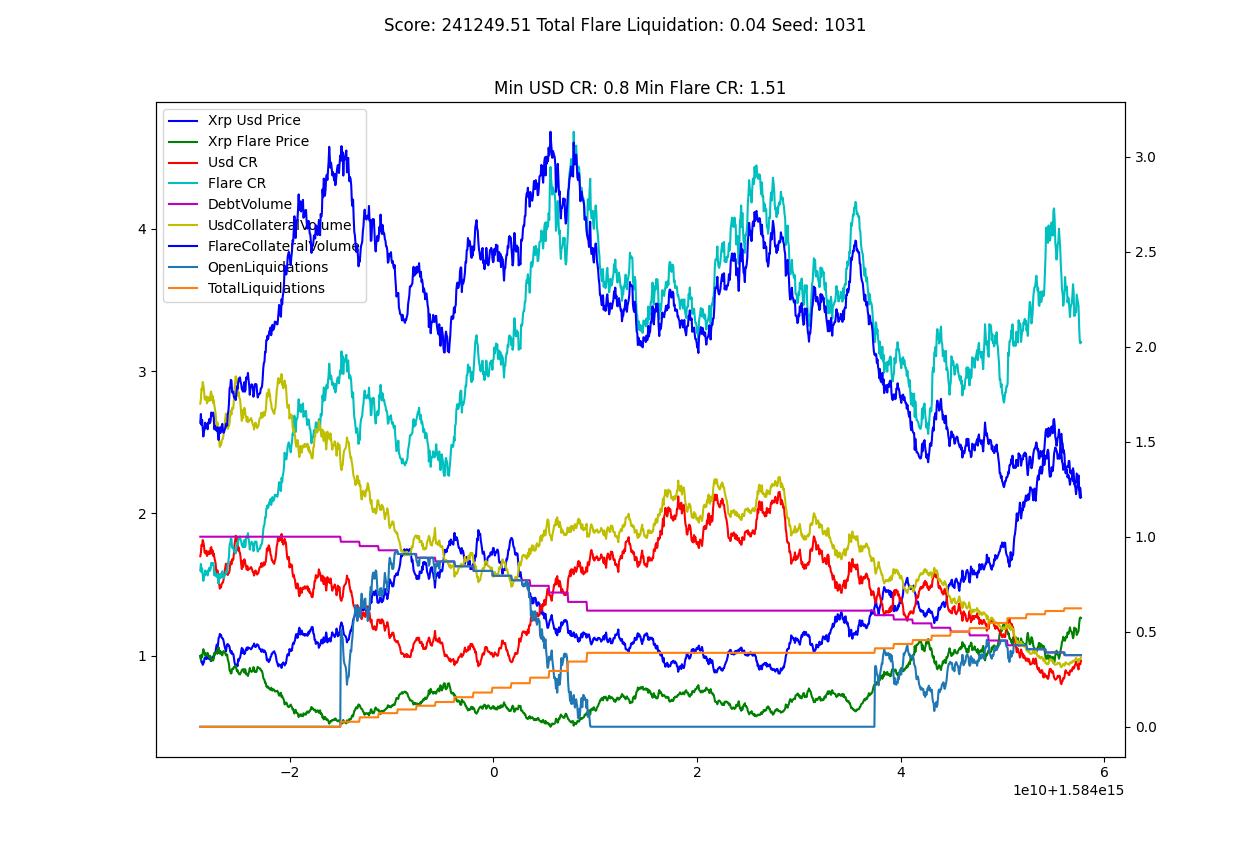 Score: 241249.51 Total Flare Liquidation: 0.04 Seed: 1031
Min USD CR: 0.8 Min Flare CR: 1.51
Xrp Usd Price
Xrp Flare Price
Usd CR
Flare CR
DebtVolume
UsdCollateralVolume
FlareCollateralVolume
OpenLiquidations
TotalLiquidations
4
3
2
1
3.0
2.5
2.0
1.5
1.0
0.5
0.0
−2 0 2 4 6
1e10+1.584e15